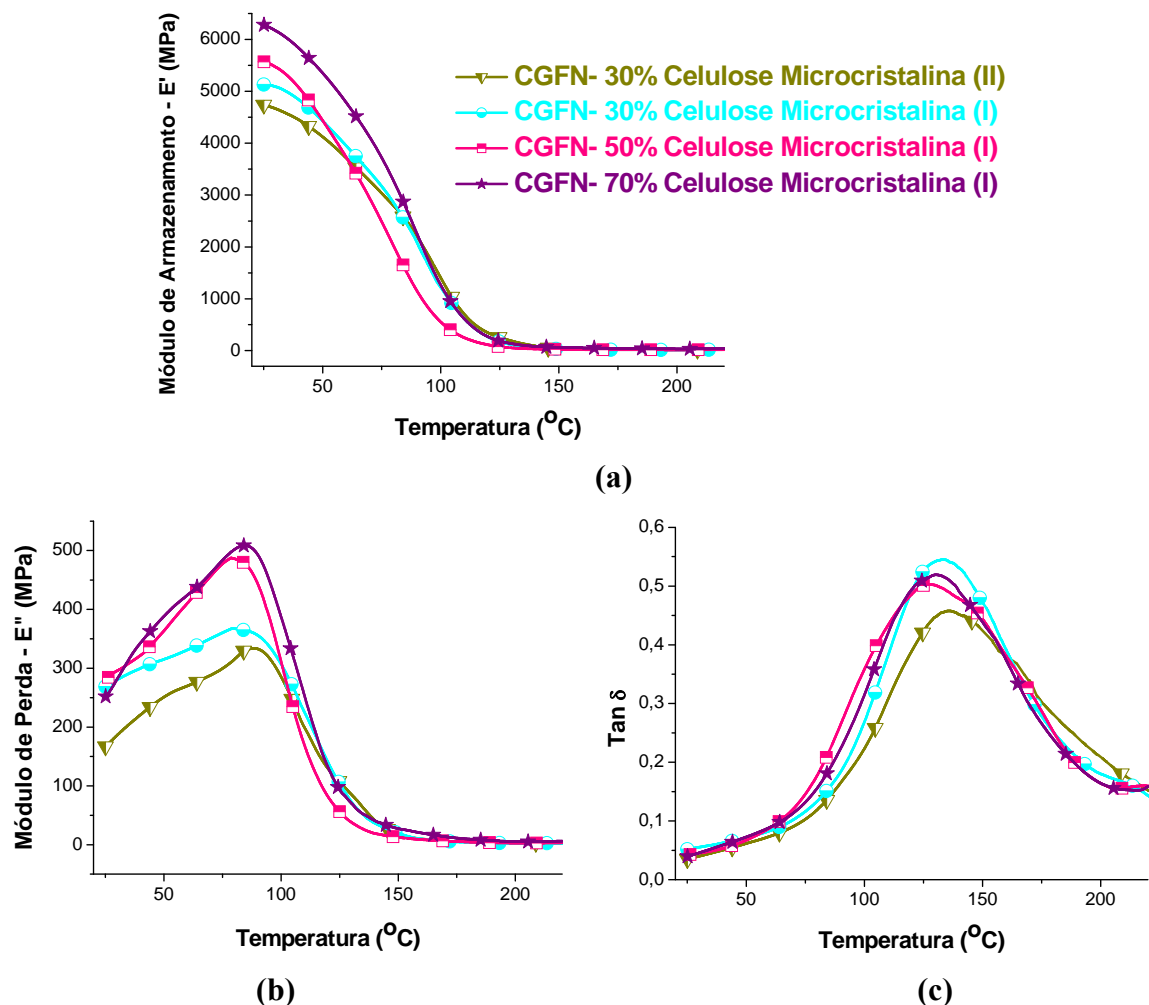 Módulo de Armazenamento - E' (MPa)
6000
5000
4000
3000
2000
1000
0
50
100
150
200
Temperatura (°C)
CGFN- 30% Celulose Microcristalina (II)
CGFN- 30% Celulose Microcristalina (I)
CGFN- 50% Celulose Microcristalina (I)
CGFN- 70% Celulose Microcristalina (I)
(a)
Módulo de Perda - E" (MPa)
500
400
300
200
100
0
50
100
150
200
Temperatura (°C)
(b)
Tan δ
0,6
0,5
0,4
0,3
0,2
0,1
0,0
50
100
150
200
Temperatura (°C)
(c)